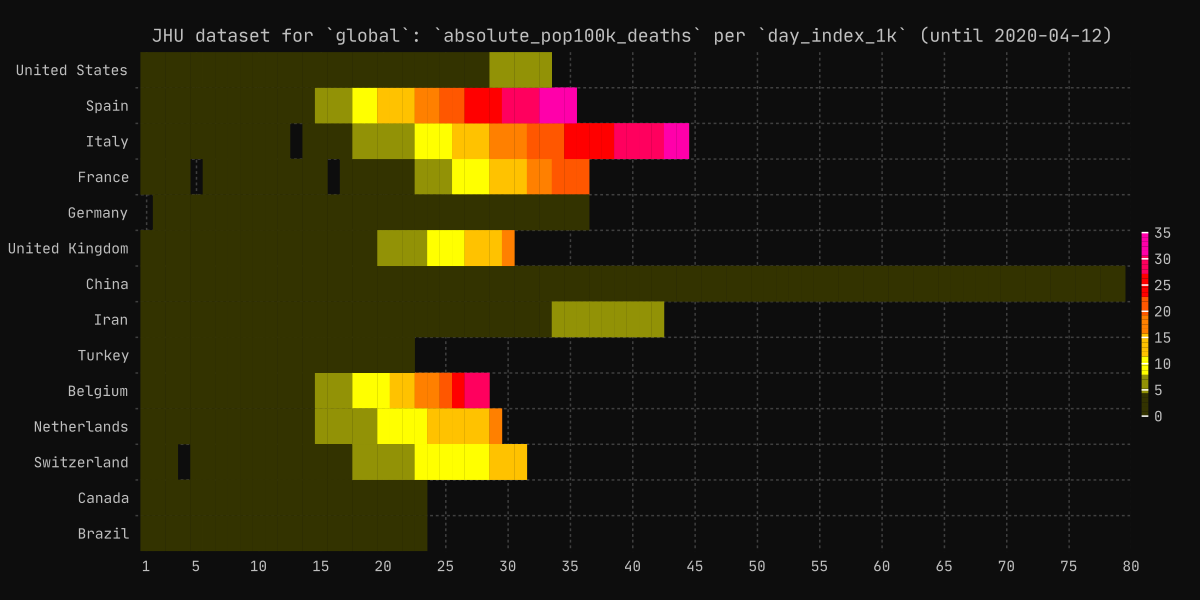 JHU dataset for `global`: `absolute_pop100k_deaths` per `day_index_1k` (until 2020-04-12)
United States
Spain
Italy
France
Germany
United Kingdom
China
Iran
Turkey
Belgium
Netherlands
Switzerland
Canada
Brazil
1 5 10 15 20 25 30 35 40 45 50 55 60 65 70 75 80
35
30
25
20
15
10
5
0